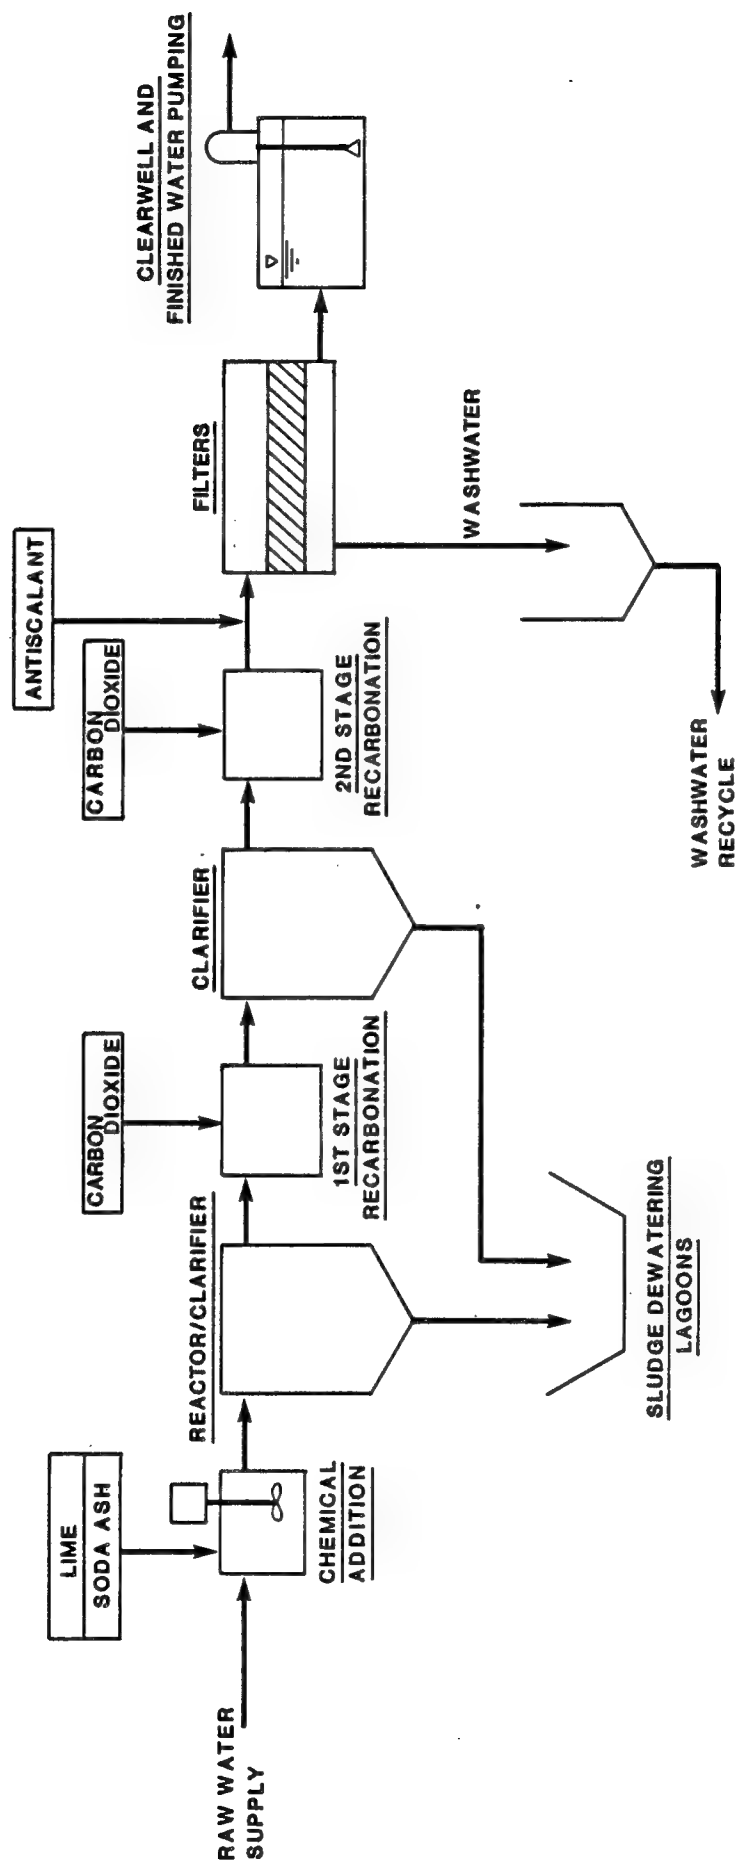 RAW WATER
SUPPLY
LIME
SODA ASH
CHEMICAL
ADDITION
REACTOR/CLARIFIER
CARBON
DIOXIDE
1ST STAGE
RECARBONATION
CLARIFIER
SLUDGE DEWATERING
LAGOONS
CARBON
DIOXIDE
2ND STAGE
RECARBONATION
ANTISCALANT
FILTERS
WASHWATER
WASHWATER
RECYCLE
CLEARWELL AND
FINISHED WATER PUMPING